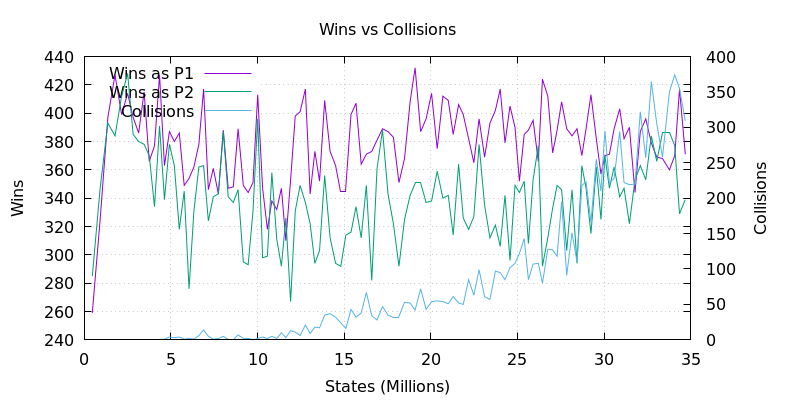 Wins vs Collisions
440
420
400
380
360
340
320
300
280
260
240
400
350
300
250
200
150
100
50
0
Wins as P1
Wins as P2
Collisions
Wins
Collisions
0 5 10 15 20 25 30 35
States (Millions)